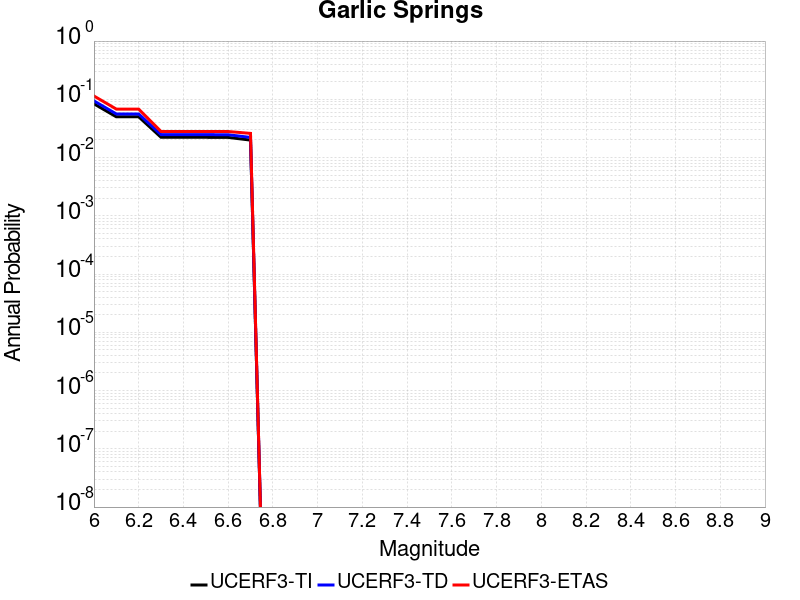 Garlic Springs
Annual Probability
10^0
10^-1
10^-2
10^-3
10^-4
10^-5
10^-6
10^-7
10^-8
6 6.2 6.4 6.6 6.8 7 7.2 7.4 7.6 7.8 8 8.2 8.4 8.6 8.8 9
Magnitude
UCERF3-TI UCERF3-TD UCERF3-ETAS